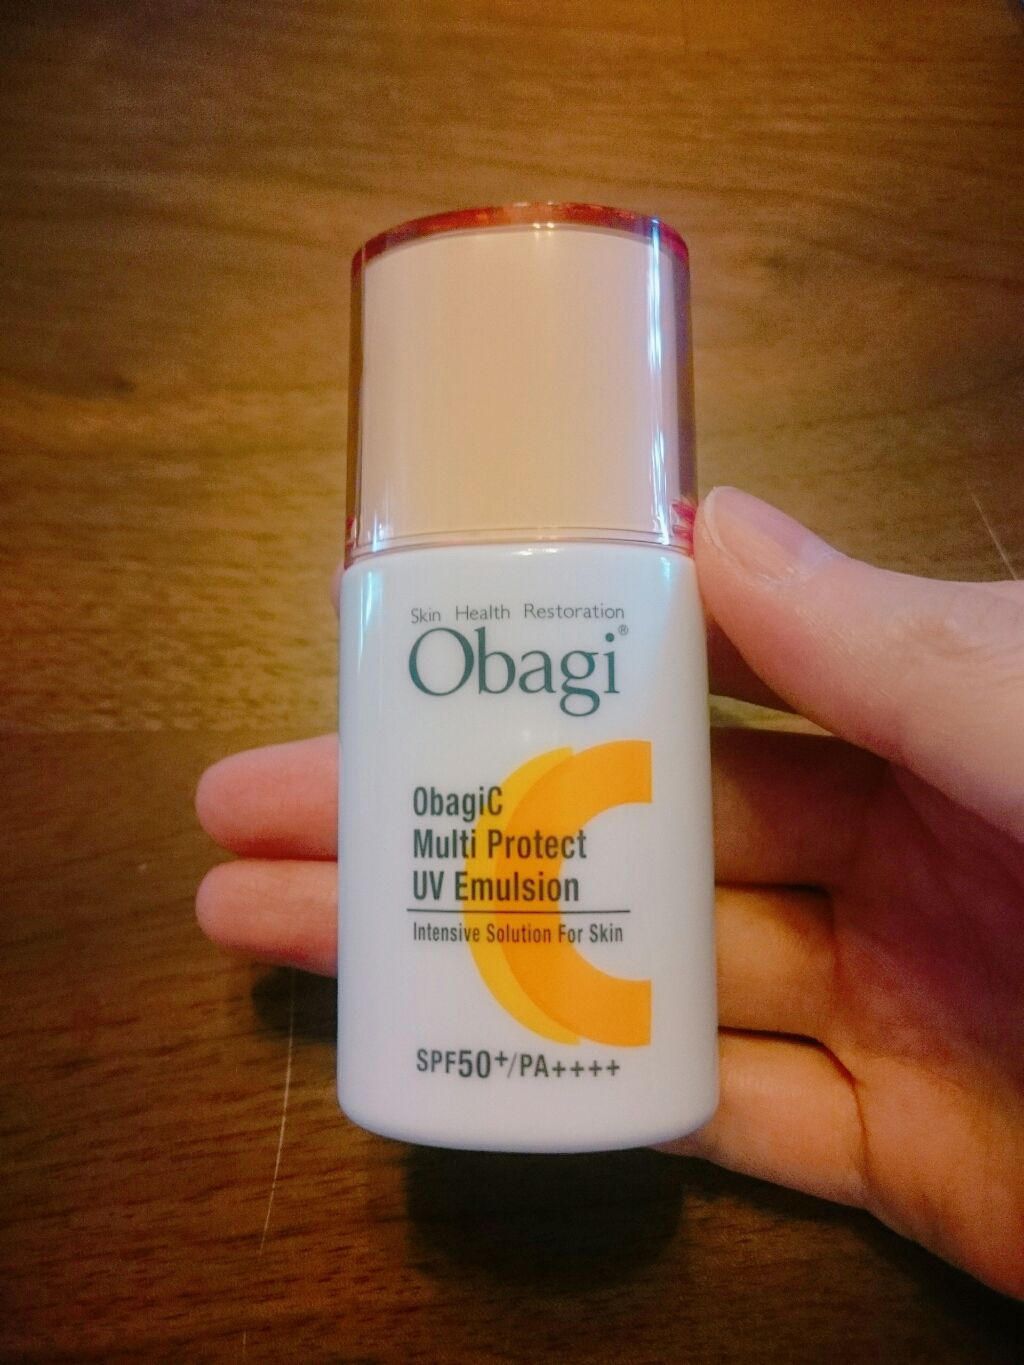 Skin Health Restoration
Obagi®
ObagiC
Multi Protect
UV Emulsion
Intensive Solution For Skin
SPF50+/PA++++